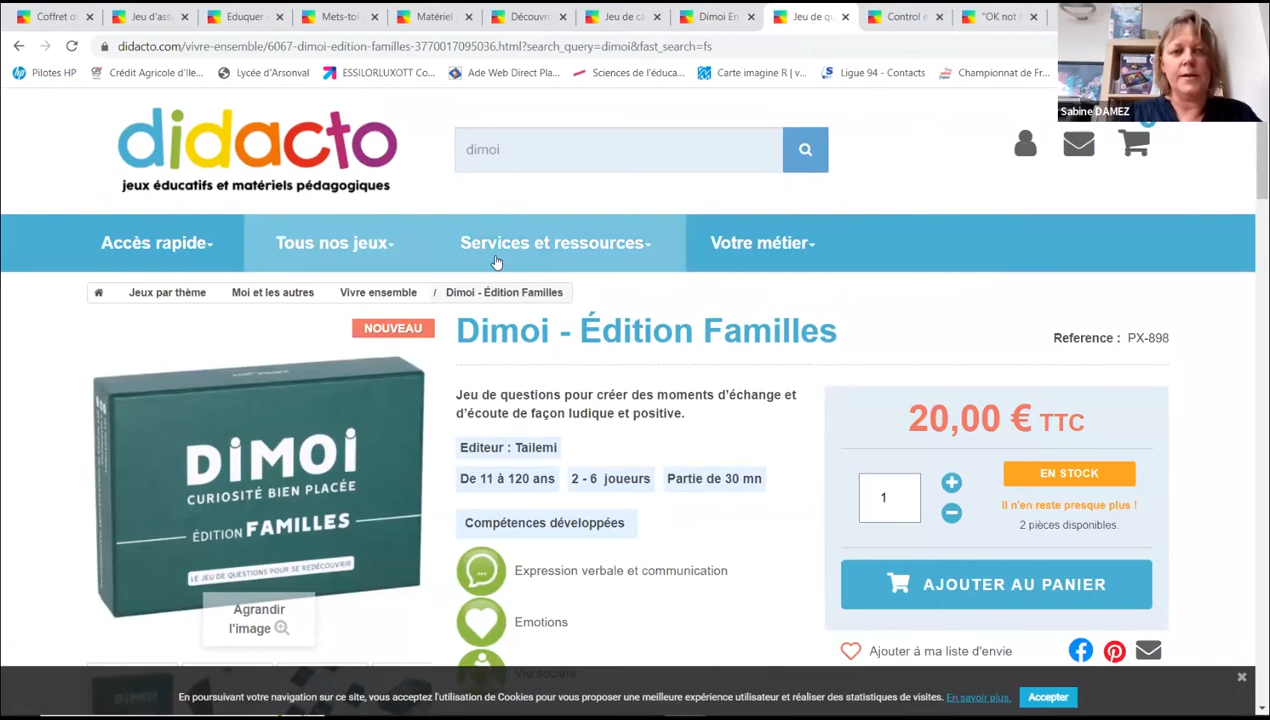 Coffret o
Jeu d'ass
Eduquer
Mets-toi
Matériel
Découvr
Jeu de ca
Dimoi En
Jeu de qu
Control e
"OK not
didacto.com/vivre-ensemble/6067-dimoi-edition-familles-3770017095036.html?search_query=dimoi&fast_search=fs
Pilotes HP
Crédit Agricole d'Ile...
Lycée d'Arsonval
ESSILORLUXOTT Co...
Ade Web Direct Pla...
Sciences de l'éduca...
Carte imagine R | v...
Ligue 94 - Contacts
Championnat de Fr
Sabine DAMEZ
didacto
jeux éducatifs et matériels pédagogiques
dimoi
Accès rapide
Tous nos jeux
Services et ressources
Votre métier
Jeux par thème
Moi et les autres
Vivre ensemble
/ Dimoi - Édition Familles
NOUVEAU
Dimoi - Édition Familles
Reference : PX-898
Jeu de questions pour créer des moments d'échange et
d'écoute de façon ludique et positive.
Editeur : Tailemi
De 11 à 120 ans
2 - 6 joueurs
Partie de 30 mn
Compétences développées
Expression verbale et communication
Emotions
Vie sociale
DIMOI
CURIOSITÉ BIEN PLACÉE
ÉDITION FAMILLES
LE JEU DE QUESTIONS POUR SE REDÉCOUVRIR
Agrandir
l'image
20,00 € TTC
1
EN STOCK
Il n'en reste presque plus !
2 pièces disponibles.
AJOUTER AU PANIER
Ajouter à ma liste d'envie
En poursuivant votre navigation sur ce site, vous acceptez l'utilisation de Cookies pour vous proposer une meilleure expérience utilisateur et réaliser des statistiques de visites. En savoir plus.
Accepter